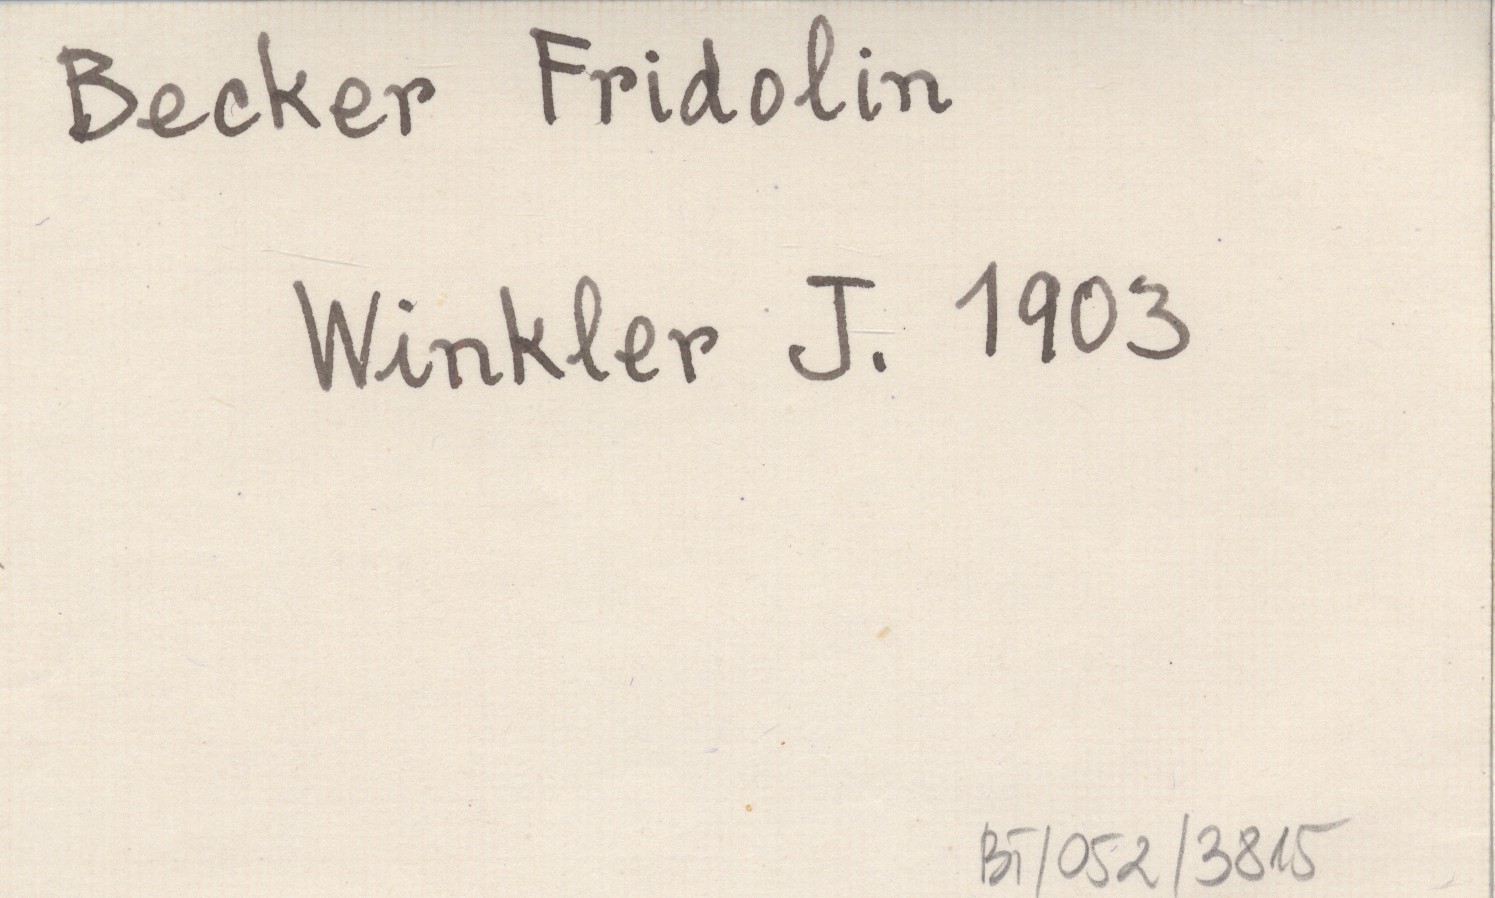 Becker Fridolin
Winkler J. 1903
BT/052/3815